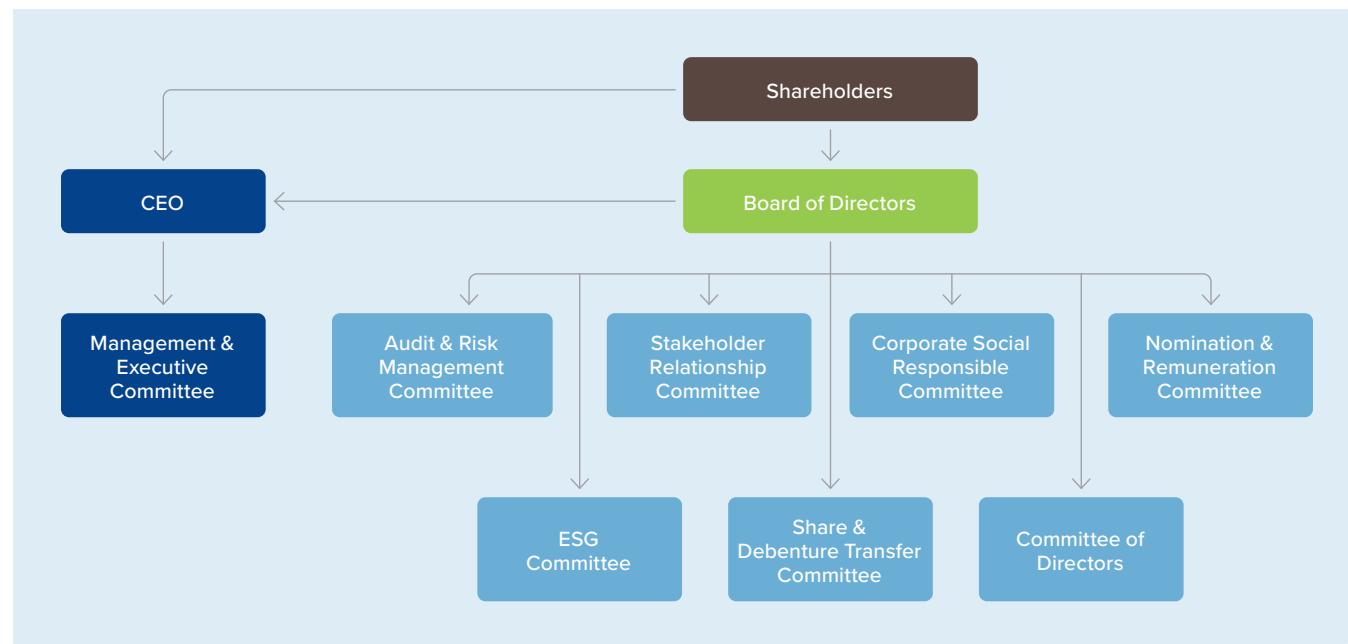 Shareholders
CEO
Board of Directors
Management &
Executive
Committee
Audit & Risk
Management
Committee
Stakeholder
Relationship
Committee
Corporate Social
Responsible
Committee
Nomination &
Remuneration
Committee
ESG
Committee
Share &
Debenture Transfer
Committee
Committee of
Directors